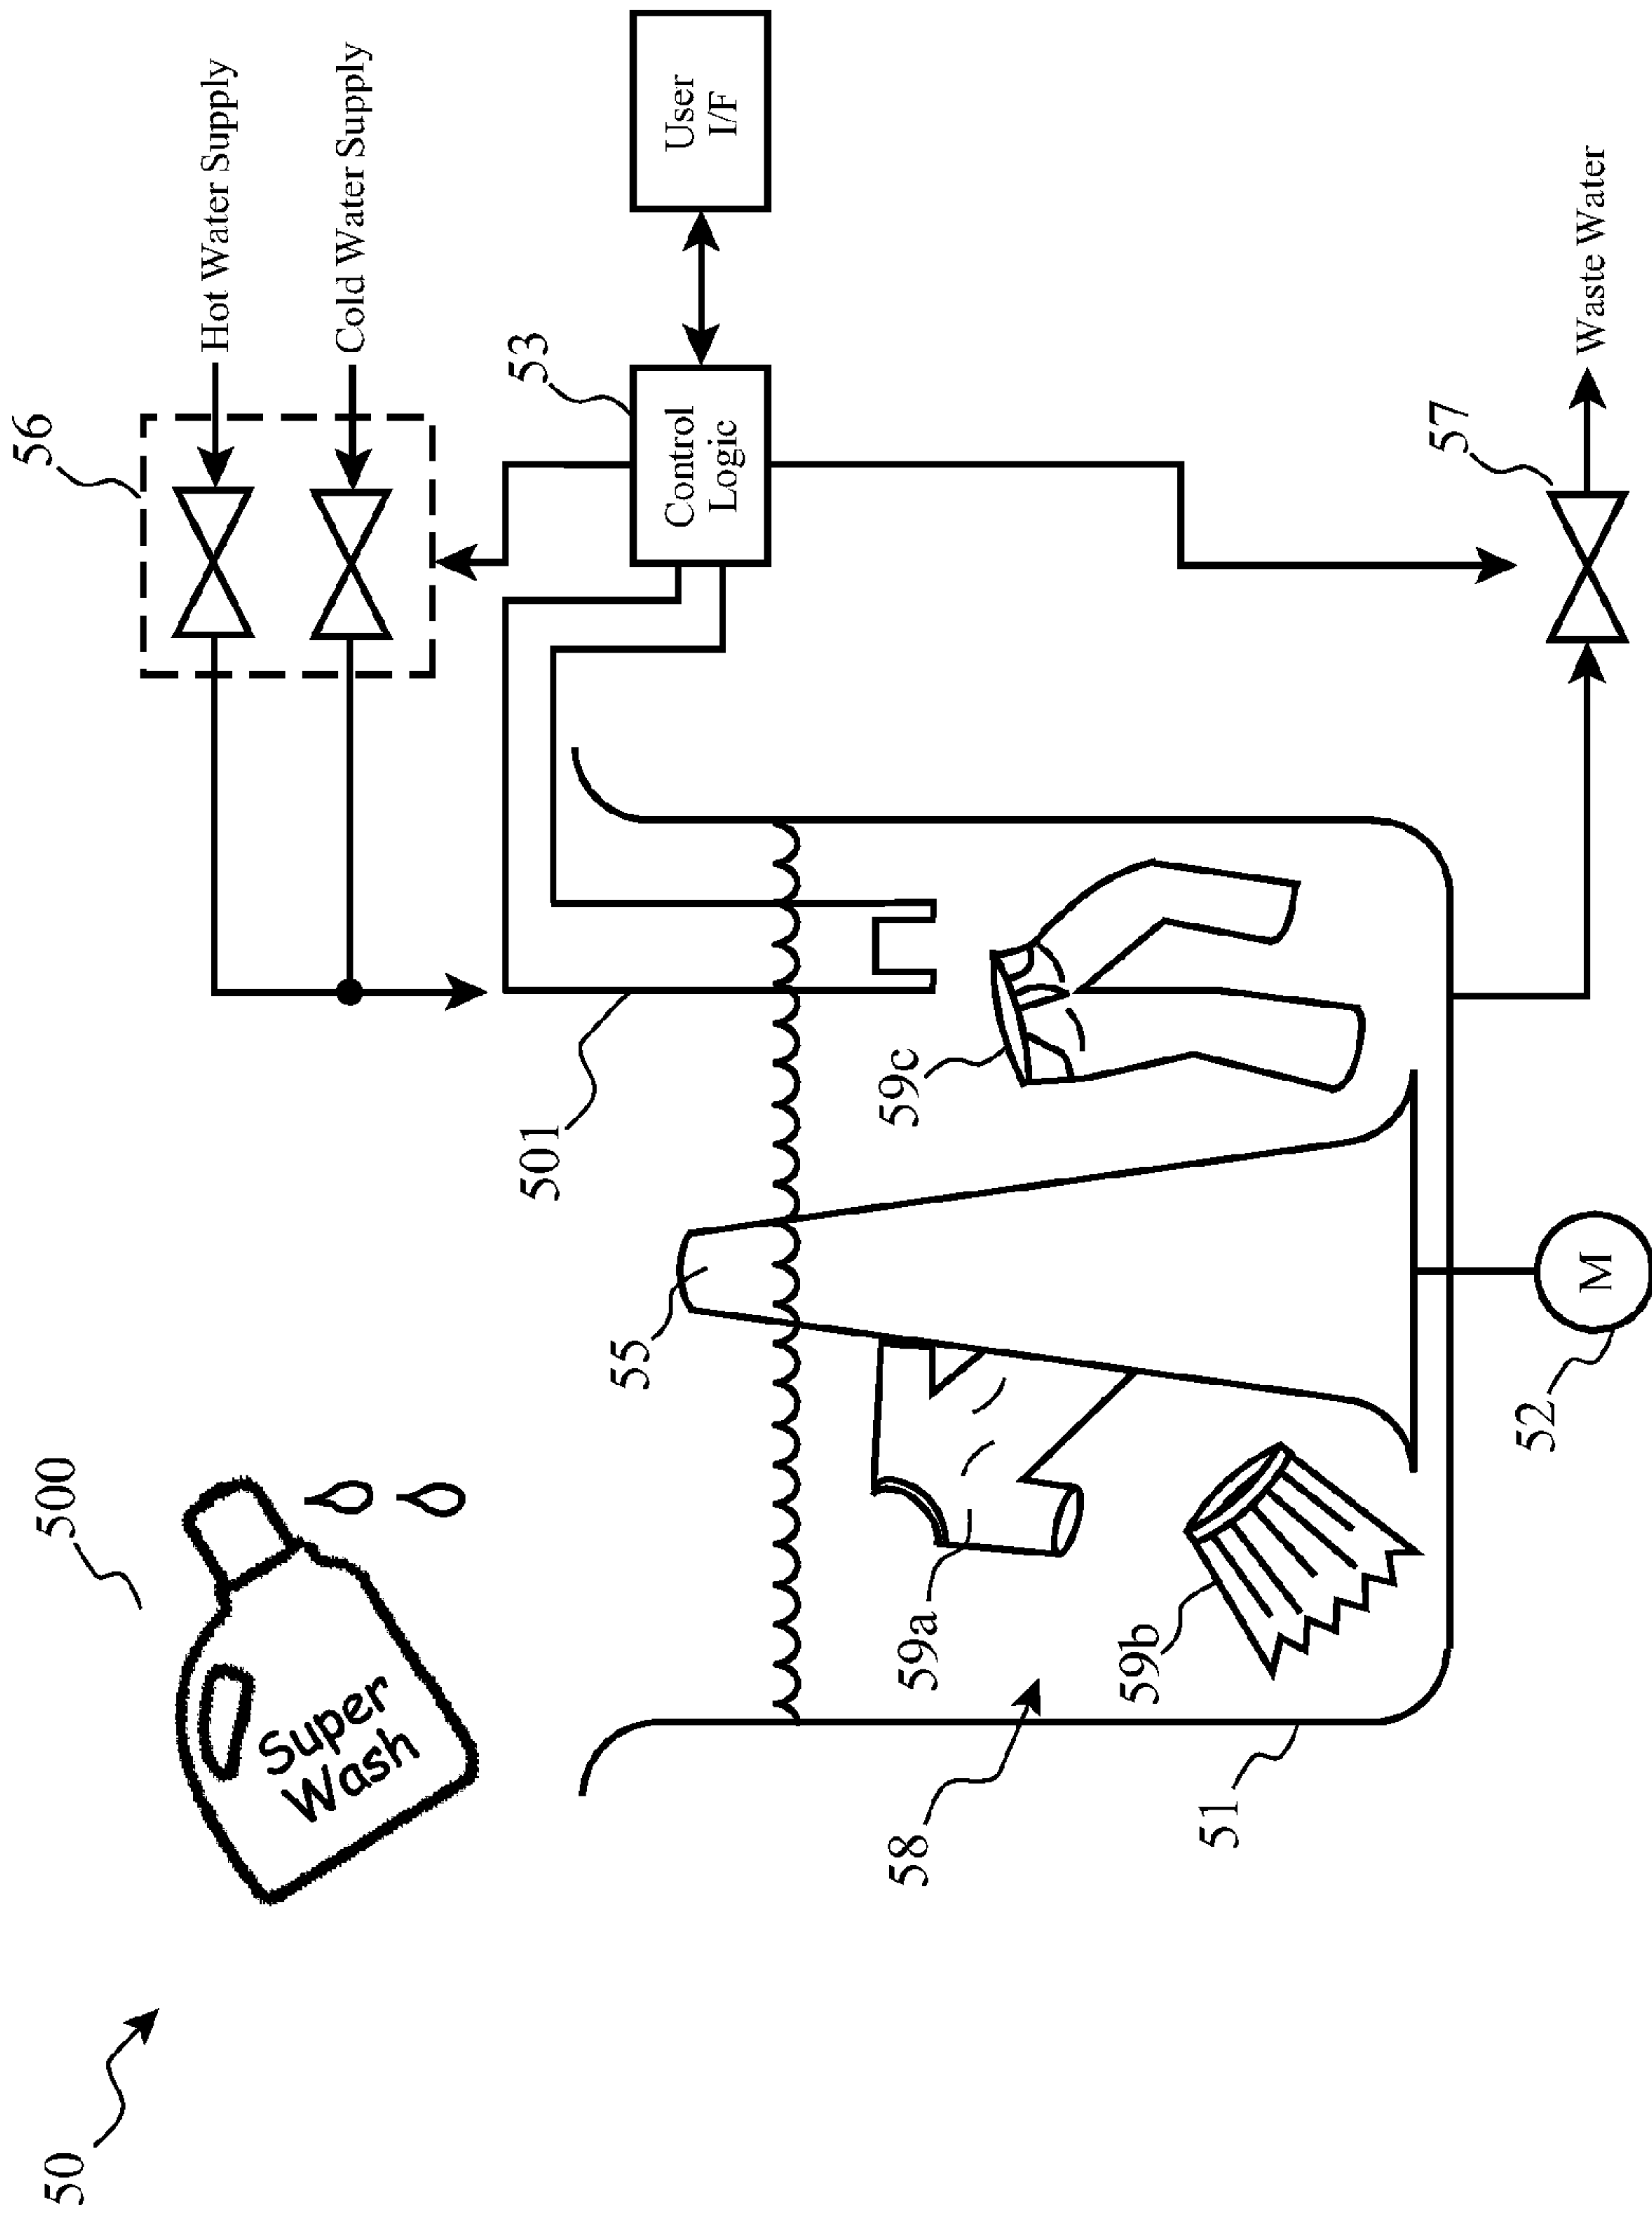 50
500
Super
Wash
56
Hot Water Supply
Cold Water Supply
53
Control
Logic
User
I/F
501
55
59c
59a
59b
58
51
52
M
57
Waste Water